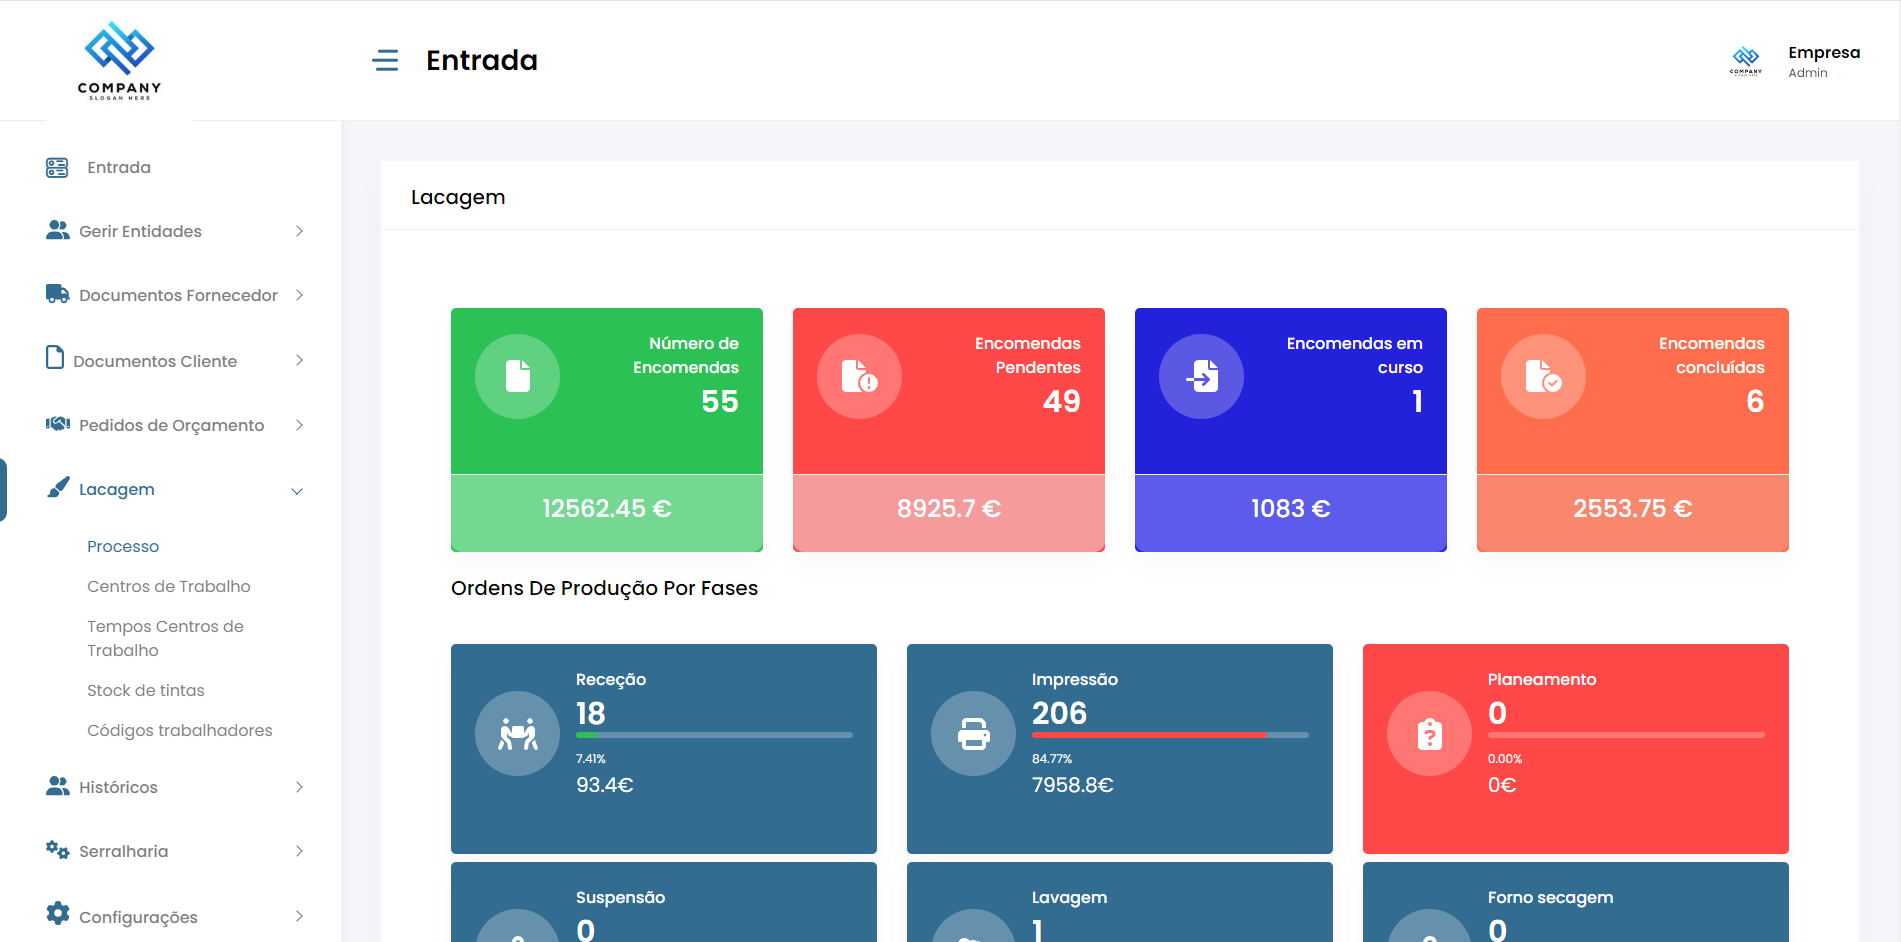 COMPANY
SLOGAN HERE
Entrada
COMPANY
Empresa
Admin
Entrada
Gerir Entidades
Documentos Fornecedor
Documentos Cliente
Pedidos de Orçamento
Lacagem
Processo
Centros de Trabalho
Tempos Centros de
Trabalho
Stock de tintas
Códigos trabalhadores
Históricos
Serralharia
Configurações
Lacagem
Número de
Encomendas
55
12562.45 €
Encomendas
Pendentes
49
8925.7 €
Encomendas em
curso
1
1083 €
Encomendas
concluídas
6
2553.75 €
Ordens De Produção Por Fases
Receção
18
7.41%
93.4€
Impressão
206
84.77%
7958.8€
Planeamento
0
0.00%
0€
Suspensão
0
Lavagem
1
Forno secagem
0